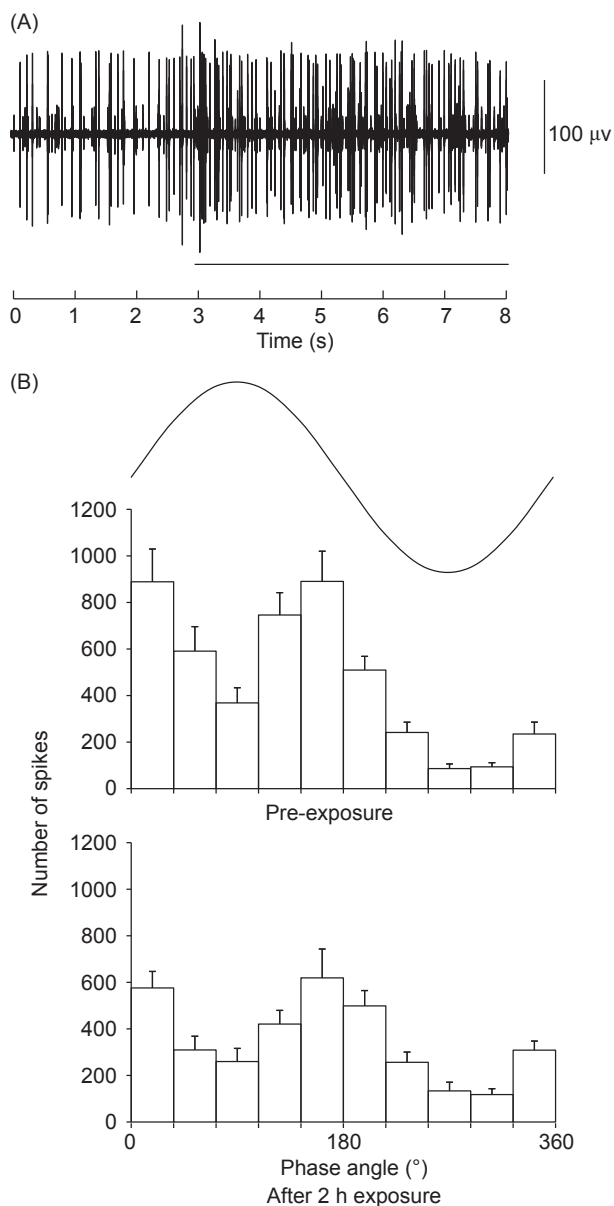 (A)
100 μv
0 1 2 3 4 5 6 7 8
Time (s)
(B)
1200
1000
800
600
400
200
0
Pre-exposure
Number of spikes
1200
1000
800
600
400
200
0
0 180 360
Phase angle (°)
After 2 h exposure